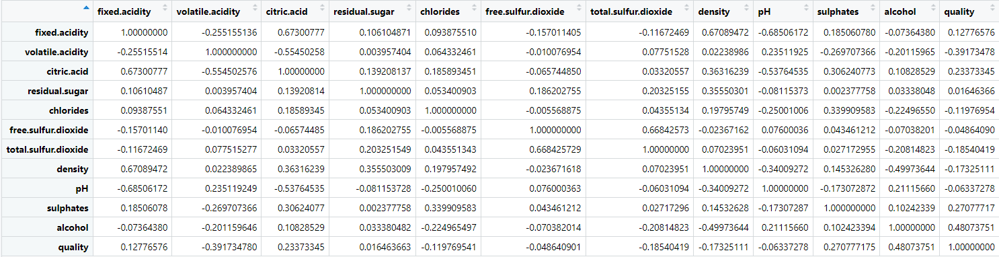 fixed.acidity volatile.acidity citric.acid residual.sugar chlorides free.sulfur.dioxide total.sulfur.dioxide density pH sulphates alcohol quality
fixed.acidity 1.00000000 -0.255155136 0.67300777 0.106104871 0.093875510 -0.157011405 -0.11672469 0.67089472 -0.68506172 0.185060780 -0.07364380 0.12776576
volatile.acidity -0.25515514 1.000000000 -0.55450258 0.003957404 0.064332461 -0.010076954 0.07751528 0.02238986 0.23511925 -0.269707366 -0.20115965 -0.39173478
citric.acid 0.67300777 -0.554502576 1.00000000 0.139208137 0.185893451 -0.065744850 0.03320557 0.36316239 -0.53764535 0.306240773 0.10828529 0.23373345
residual.sugar 0.10610487 0.003957404 0.13920814 1.000000000 0.053400903 0.186202755 0.20325155 0.35550301 -0.08115373 0.002377758 0.03338048 0.01646366
chlorides 0.09387551 0.064332461 0.18589345 0.053400903 1.000000000 -0.005568875 0.04355134 0.19795749 -0.25001006 0.339909583 -0.22496550 -0.11976954
free.sulfur.dioxide -0.15701140 -0.010076954 -0.06574485 0.186202755 -0.005568875 1.000000000 0.66842573 -0.02367162 0.07600036 0.043461212 -0.07038201 -0.04864090
total.sulfur.dioxide -0.11672469 0.077515277 0.03320557 0.203251549 0.043551343 0.668425729 1.00000000 0.07023951 -0.06031094 0.027172955 -0.20814823 -0.18540419
density 0.67089472 0.022389865 0.36316239 0.355503009 0.197957492 -0.023671618 0.07023951 1.00000000 -0.34009272 0.145326280 -0.49973644 -0.17325111
pH -0.68506172 0.235119249 -0.53764535 -0.081153728 -0.250010060 0.076000363 -0.06031094 -0.34009272 1.00000000 -0.173072872 0.21115660 -0.06337278
sulphates 0.18506078 -0.269707366 0.30624077 0.002377758 0.339909583 0.043461212 0.02717296 0.14532628 -0.17307287 1.000000000 0.10242339 0.27077717
alcohol -0.07364380 -0.201159646 0.10828529 0.033380482 -0.224965497 -0.070382014 -0.20814823 -0.49973644 0.21115660 0.102423394 1.00000000 0.48073751
quality 0.12776576 -0.391734780 0.23373345 0.016463663 -0.119769541 -0.048640901 -0.18540419 -0.17325111 -0.06337278 0.270777175 0.48073751 1.00000000